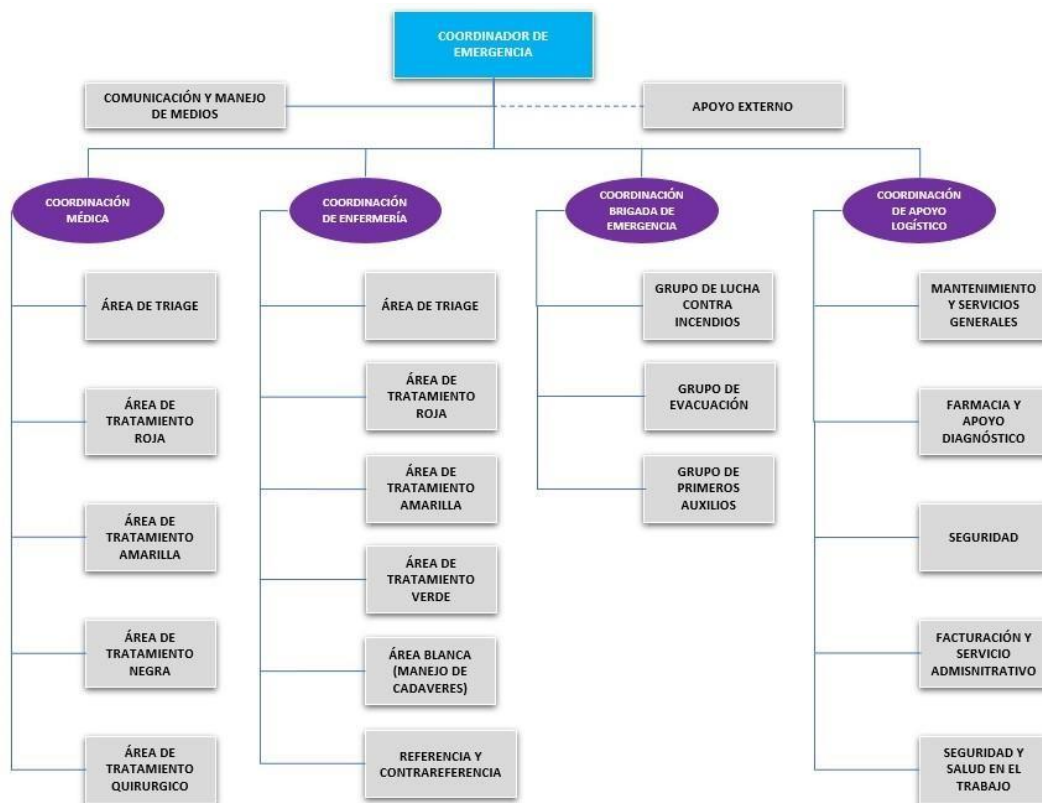 COORDINADOR DE
EMERGENCIA
COMUNICACIÓN Y MANEJO
DE MEDIOS
APOYO EXTERNO
COORDINACIÓN
MÉDICA
ÁREA DE TRIAGE
ÁREA DE
TRATAMIENTO
ROJA
ÁREA DE
TRATAMIENTO
AMARILLA
ÁREA DE
TRATAMIENTO
NEGRA
ÁREA DE
TRATAMIENTO
QUIRURGICO
COORDINACIÓN
DE ENFERMERÍA
ÁREA DE TRIAGE
ÁREA DE
TRATAMIENTO
ROJA
ÁREA DE
TRATAMIENTO
AMARILLA
ÁREA DE
TRATAMIENTO
VERDE
ÁREA BLANCA
(MANEJO DE
CADAVERES)
REFERENCIA Y
CONTRAREFERENCIA
COORDINACIÓN
BRIGADA DE
EMERGENCIA
GRUPO DE LUCHA
CONTRA
INCENDIOS
GRUPO DE
EVACUACIÓN
GRUPO DE
PRIMEROS
AUXILIOS
COORDINACIÓN
DE APOYO
LOGÍSTICO
MANTENIMIENTO
Y SERVICIOS
GENERALES
FARMACIA Y
APOYO
DIAGNÓSTICO
SEGURIDAD
FACTURACIÓN Y
SERVICIO
ADMISNITRATIVO
SEGURIDAD Y
SALUD EN EL
TRABAJO